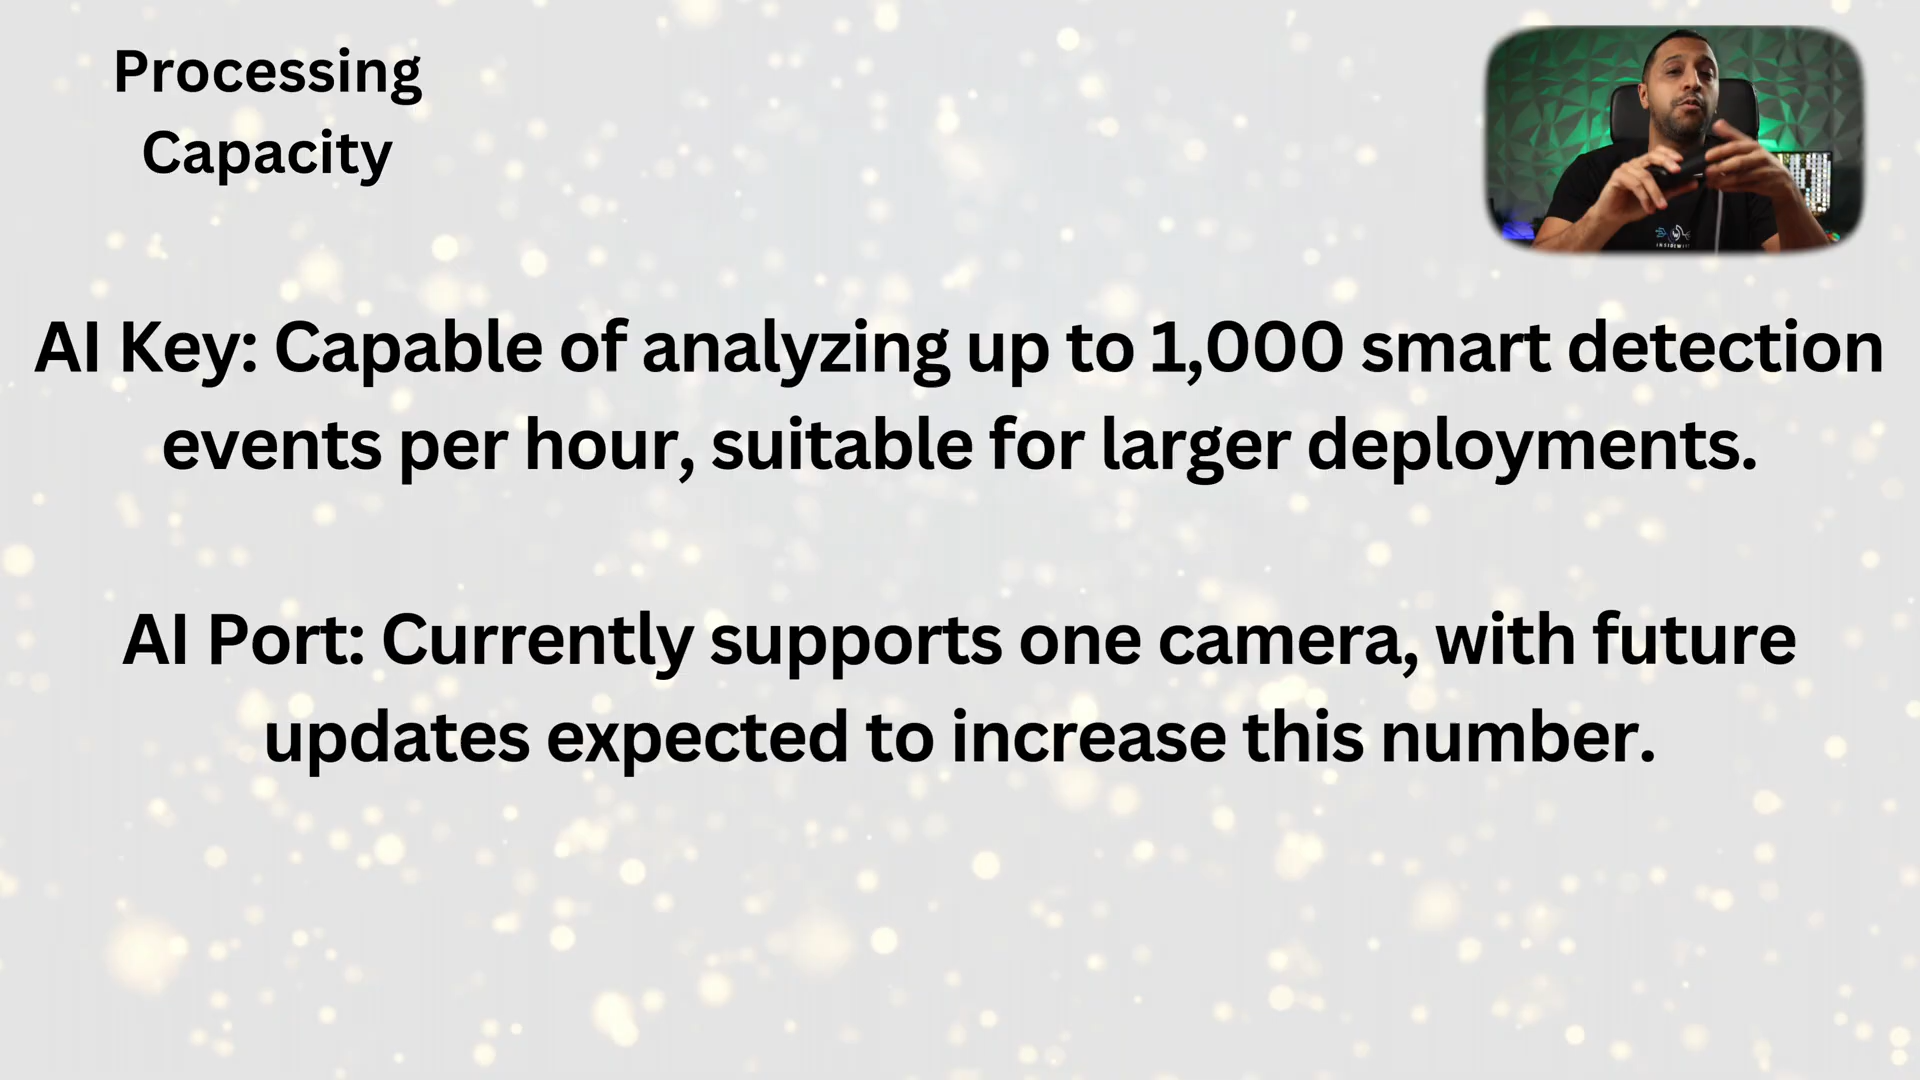 Processing
Capacity
AI Key: Capable of analyzing up to 1,000 smart detection
events per hour, suitable for larger deployments.
AI Port: Currently supports one camera, with future
updates expected to increase this number.